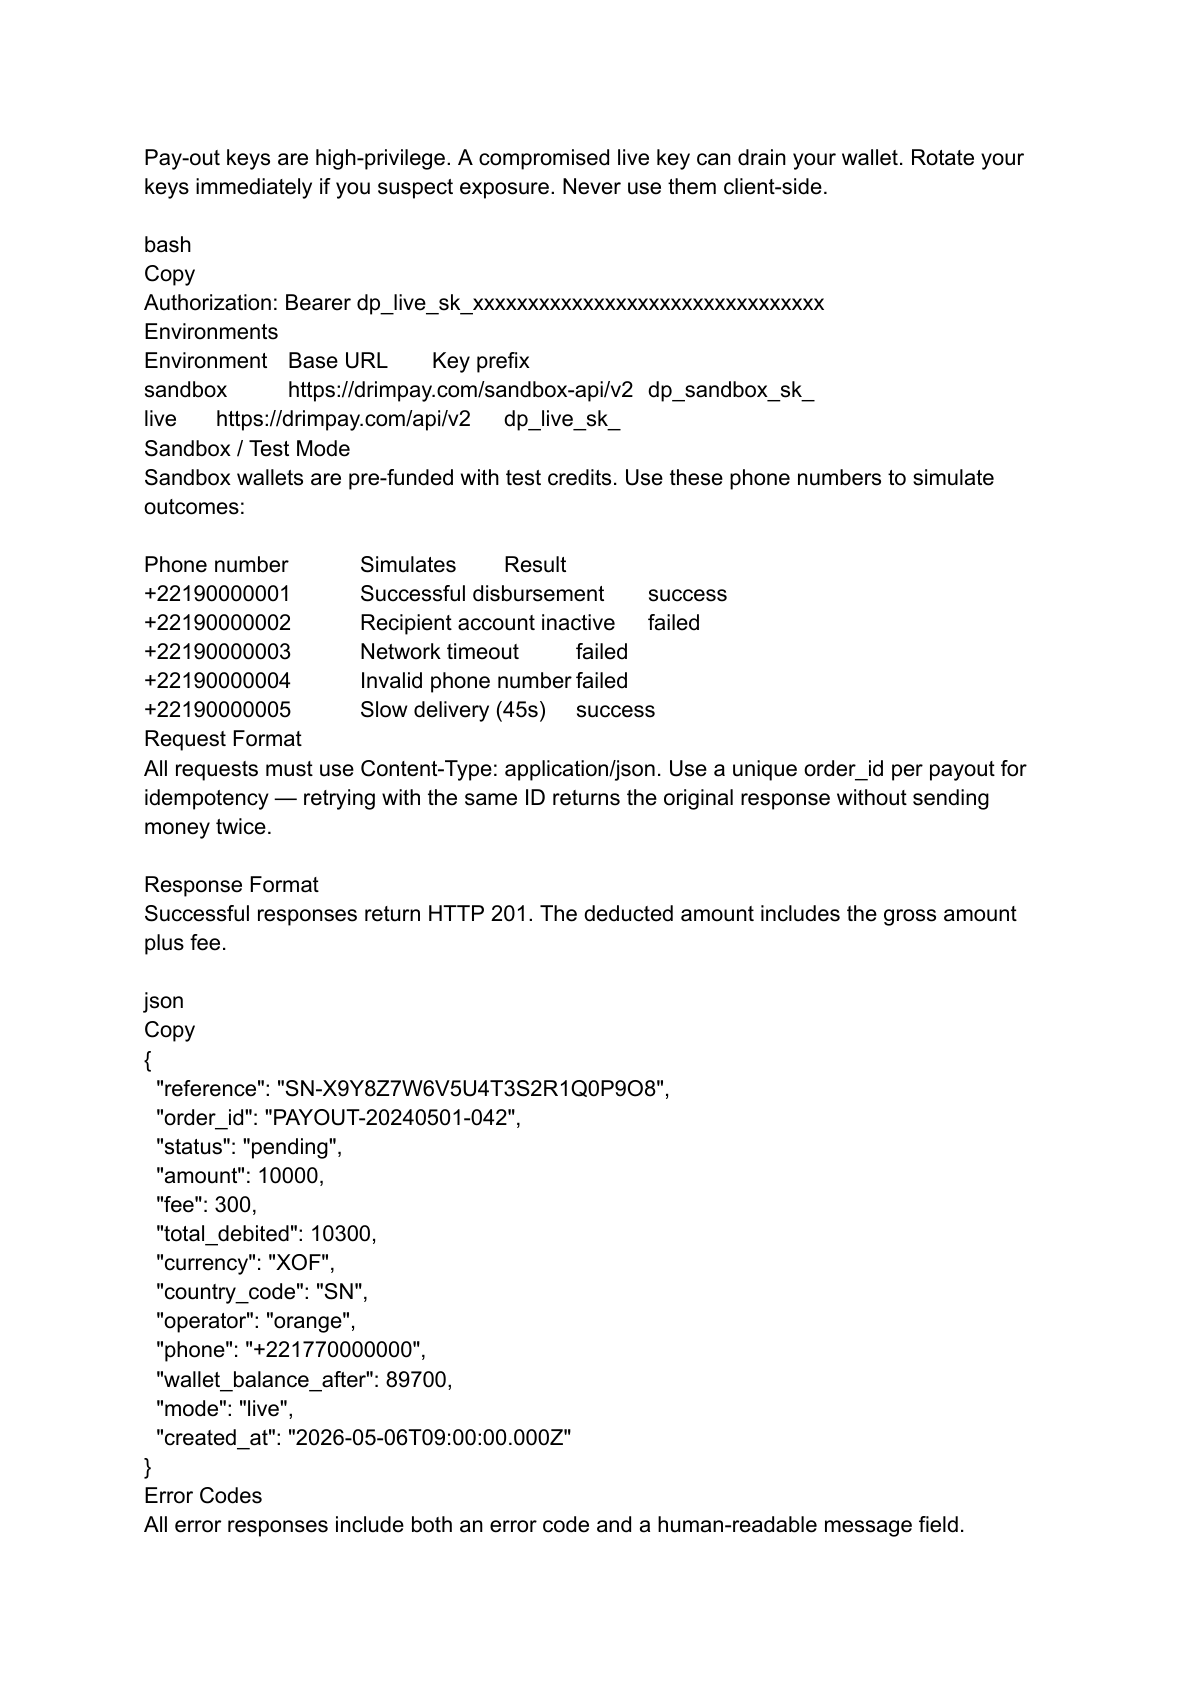 Pay-out keys are high-privilege. A compromised live key can drain your wallet. Rotate your
keys immediately if you suspect exposure. Never use them client-side.
bash
Copy
Authorization: Bearer dp_live_sk_xxxxxxxxxxxxxxxxxxxxxxxxxxxxxxxx
Environments
Environment Base URL Key prefix
sandbox https://drimpay.com/sandbox-api/v2 dp_sandbox_sk_
live https://drimpay.com/api/v2 dp_live_sk_
Sandbox / Test Mode
Sandbox wallets are pre-funded with test credits. Use these phone numbers to simulate
outcomes:
Phone number Simulates Result
+22190000001 Successful disbursement success
+22190000002 Recipient account inactive failed
+22190000003 Network timeout failed
+22190000004 Invalid phone number failed
+22190000005 Slow delivery (45s) success
Request Format
All requests must use Content-Type: application/json. Use a unique order_id per payout for
idempotency — retrying with the same ID returns the original response without sending
money twice.
Response Format
Successful responses return HTTP 201. The deducted amount includes the gross amount
plus fee.
json
Copy
{
"reference": "SN-X9Y8Z7W6V5U4T3S2R1Q0P9O8",
"order_id": "PAYOUT-20240501-042",
"status": "pending",
"amount": 10000,
"fee": 300,
"total_debited": 10300,
"currency": "XOF",
"country_code": "SN",
"operator": "orange",
"phone": "+221770000000",
"wallet_balance_after": 89700,
"mode": "live",
"created_at": "2026-05-06T09:00:00.000Z"
}
Error Codes
All error responses include both an error code and a human-readable message field.